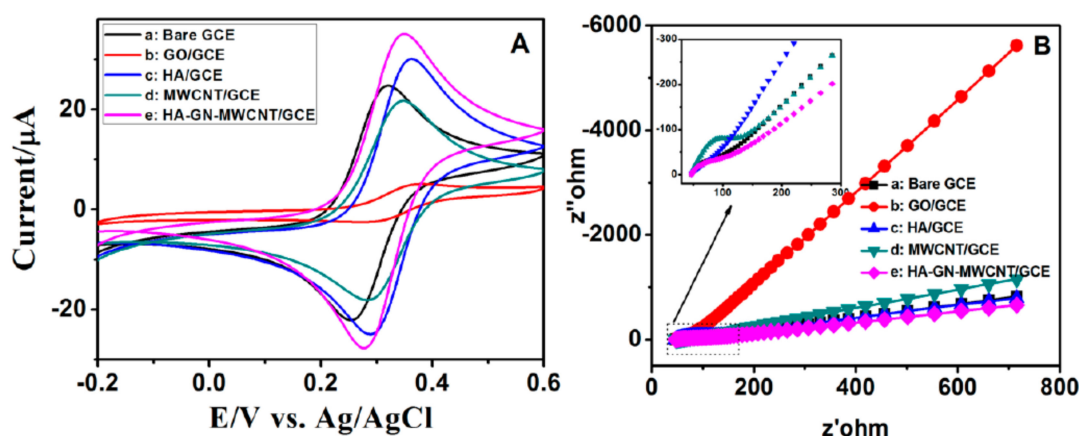 A
a: Bare GCE
b: GO/GCE
c: HA/GCE
d: MWCNT/GCE
e: HA-GN-MWCNT/GCE
Current/μA
20
0
-20
-0.2 0.0 0.2 0.4 0.6
E/V vs. Ag/AgCl
B
-6000
-4000
-2000
0
z''ohm
-300
-200
-100
0
100 200 300
a: Bare GCE
b: GO/GCE
c: HA/GCE
d: MWCNT/GCE
e: HA-GN-MWCNT/GCE
0 200 400 600 800
z'ohm